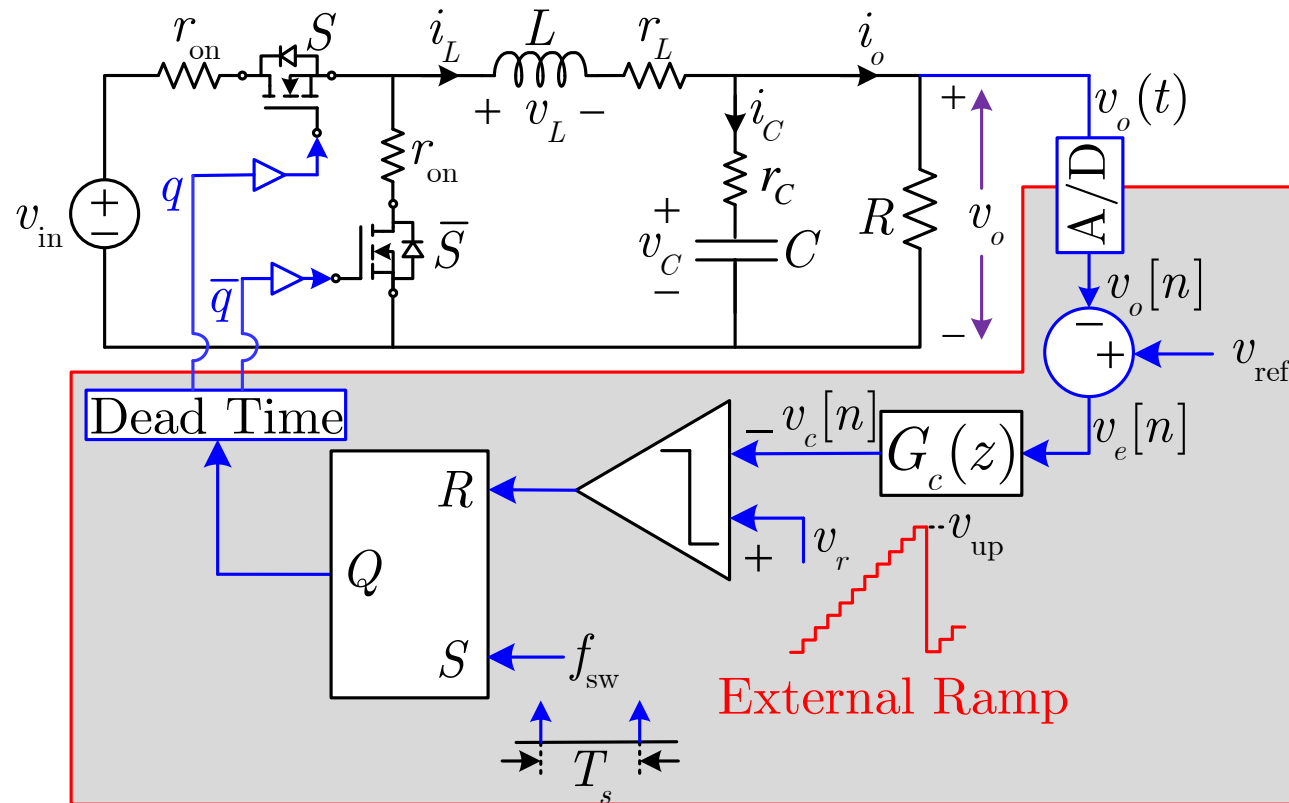 r_on
S
i_L
L
r_L
i_o
+ v_L −
i_C
+
v_o(t)
r_on
r_C
q
A/D
+
−
v_in
S̅
+
v_C
−
C
R
v_o
q̅
v_o[n]
−
−
+
v_ref
Dead Time
− v_c[n]
G_c(z)
v_e[n]
R
+
v_r
v_up
Q
S
f_sw
External Ramp
T_s